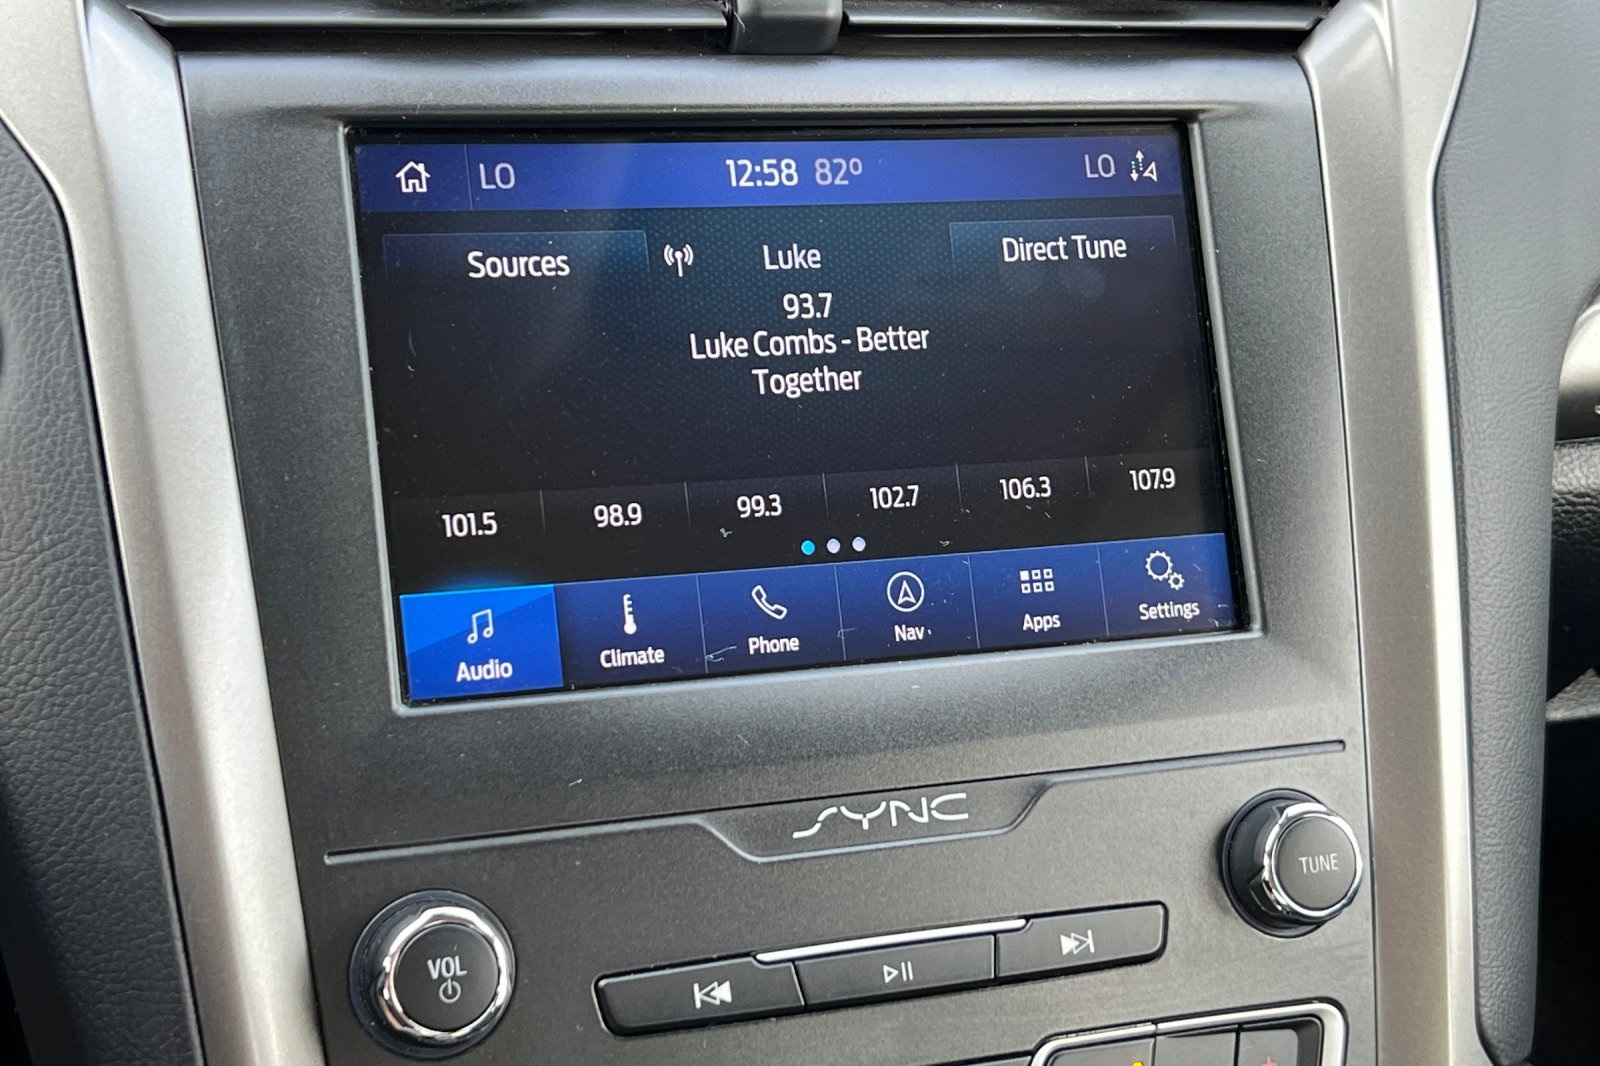 LO 12:58 82° LO
Sources Luke Direct Tune
93.7
Luke Combs - Better
Together
101.5 98.9 99.3 102.7 106.3 107.9
Audio Climate Phone Nav Apps Settings
SYNC
TUNE
VOL